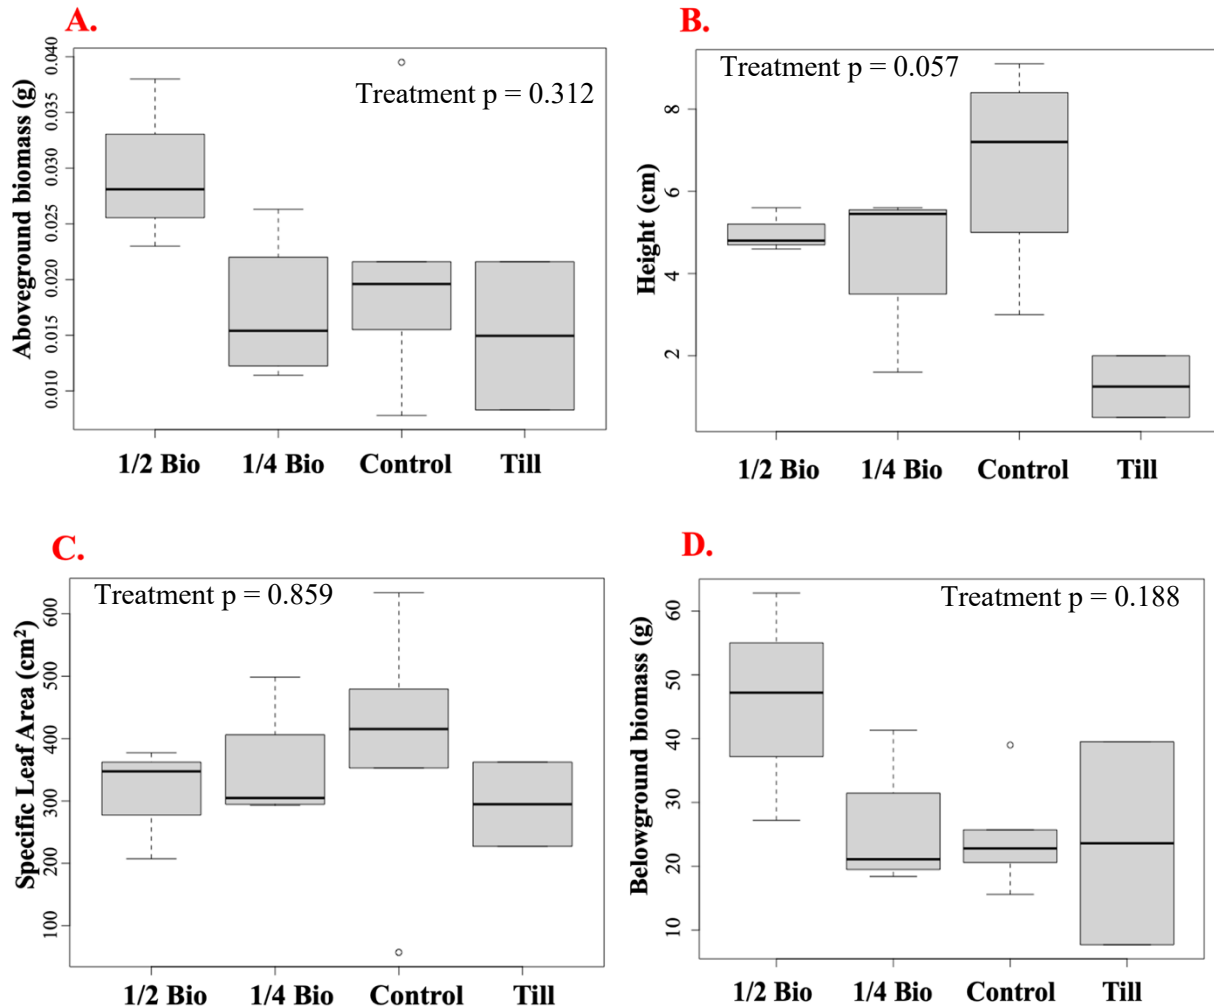 A.
Treatment p = 0.312
Aboveground biomass (g)
0.040
0.035
0.030
0.025
0.020
0.015
0.010
1/2 Bio 1/4 Bio Control Till
B.
Treatment p = 0.057
Height (cm)
8
6
4
2
1/2 Bio 1/4 Bio Control Till
C.
Treatment p = 0.859
Specific Leaf Area (cm²)
600
500
400
300
200
100
1/2 Bio 1/4 Bio Control Till
D.
Treatment p = 0.188
Belowground biomass (g)
60
50
40
30
20
10
1/2 Bio 1/4 Bio Control Till